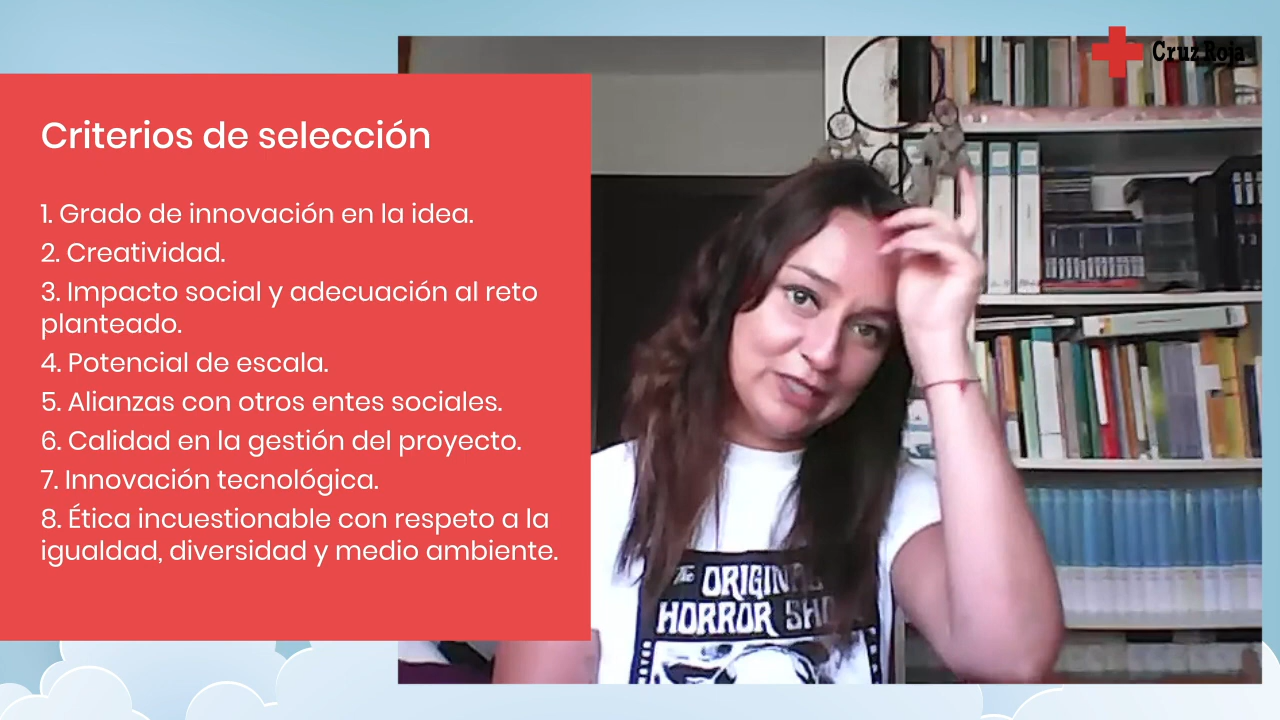 Criterios de selección
1. Grado de innovación en la idea.
2. Creatividad.
3. Impacto social y adecuación al reto
planteado.
4. Potencial de escala.
5. Alianzas con otros entes sociales.
6. Calidad en la gestión del proyecto.
7. Innovación tecnológica.
8. Ética incuestionable con respeto a la
igualdad, diversidad y medio ambiente.
Cruz Roja
The ORIGINAL
HORROR